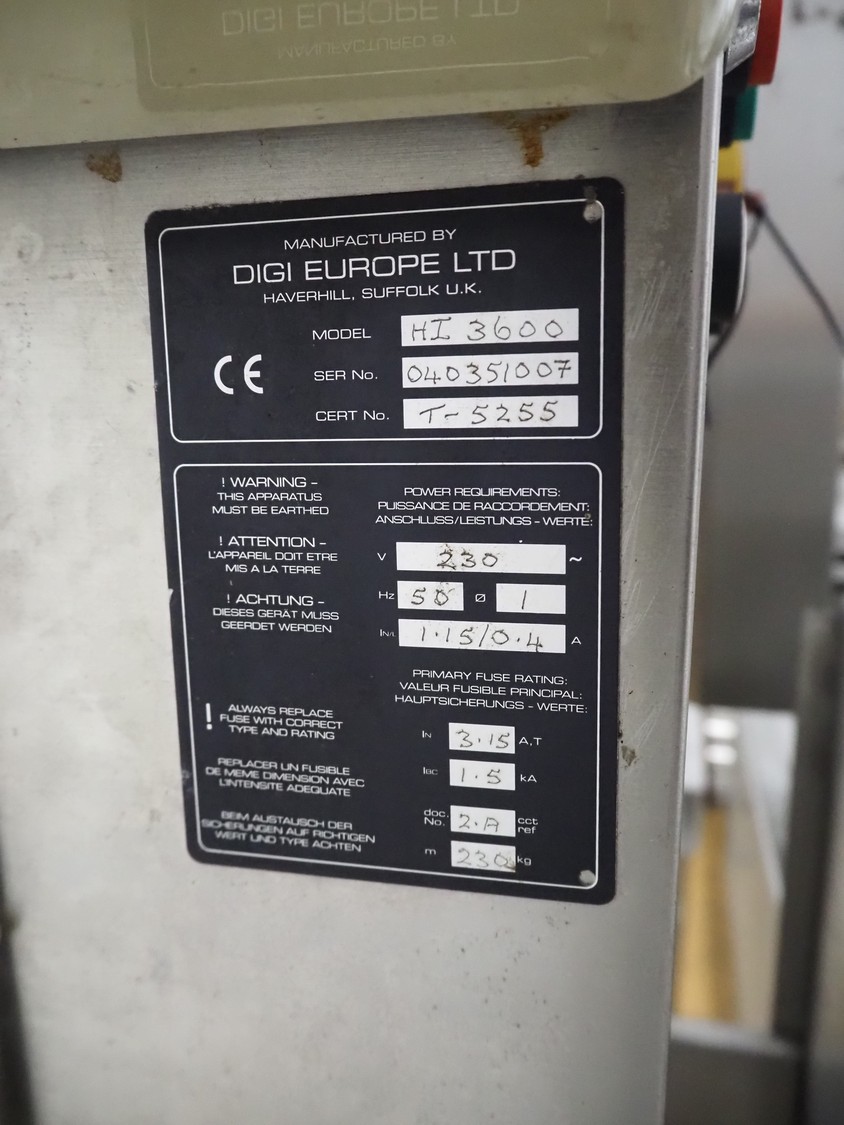 DIGI EUROPE LTD
MANUFACTURED BY
MANUFACTURED BY
DIGI EUROPE LTD
HAVERHILL, SUFFOLK U.K.
MODEL HI 3600
CE
SER No. 040351007
CERT No. T-5255
! WARNING -
THIS APPARATUS
MUST BE EARTHED
! ATTENTION -
L'APPAREIL DOIT ETRE
MIS A LA TERRE
! ACHTUNG -
DIESES GERÄT MUSS
GEERDET WERDEN
POWER REQUIREMENTS:
PUISSANCE DE RACCORDEMENT:
ANSCHLUSS/LEISTUNGS - WERTE:
V 230 ~
Hz 50 Ø 1
IN/L 1.15/0.4 A
PRIMARY FUSE RATING:
VALEUR FUSIBLE PRINCIPAL:
HAUPTSICHERUNGS - WERTE:
! ALWAYS REPLACE
FUSE WITH CORRECT
TYPE AND RATING
REPLACER UN FUSIBLE
DE MEME DIMENSION AVEC
L'INTENSITE ADEQUATE
BEIM AUSTAUSCH DER
SICHERUNGEN AUF RICHTIGEN
WERT UND TYPE ACHTEN
IN 3.15 A,T
IBC 1.5 kA
doc. No. 2.A cct ref
m 230 kg